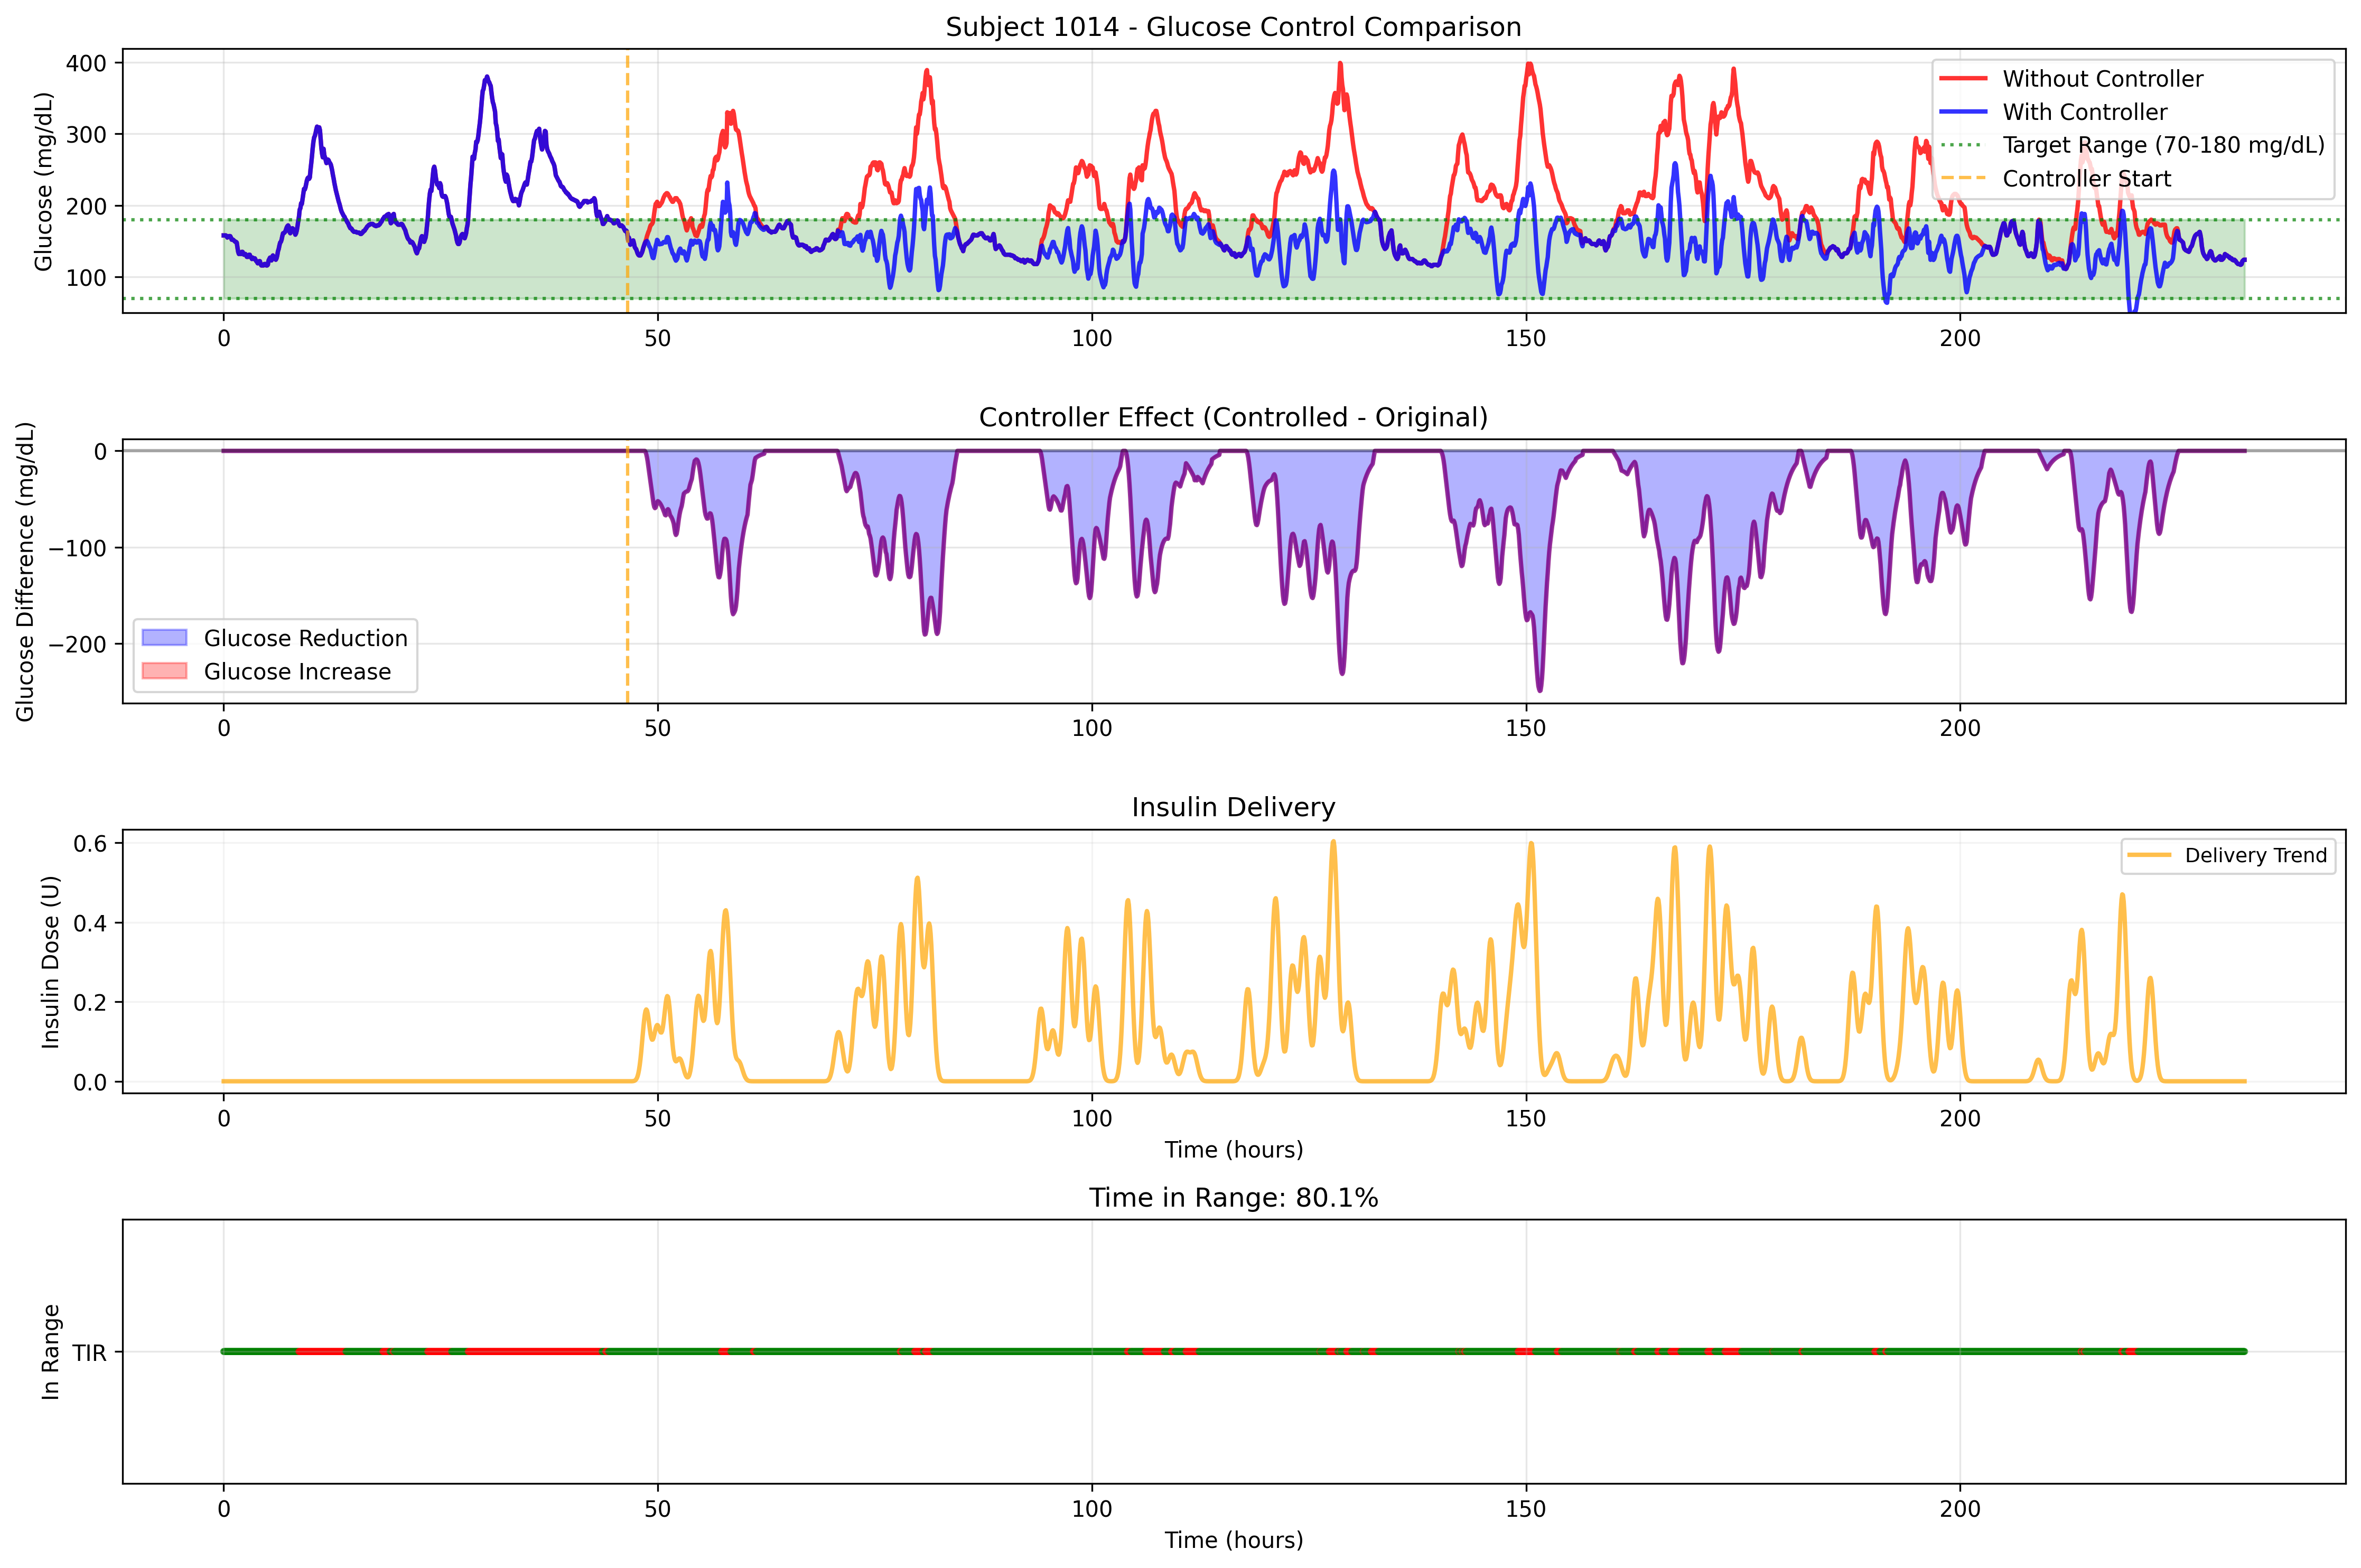 Subject 1014 - Glucose Control Comparison
Glucose (mg/dL)
400
300
200
100
Without Controller
With Controller
Target Range (70-180 mg/dL)
Controller Start
0 50 100 150 200
Controller Effect (Controlled - Original)
Glucose Difference (mg/dL)
0
−100
−200
Glucose Reduction
Glucose Increase
0 50 100 150 200
Insulin Delivery
Insulin Dose (U)
0.6
0.4
0.2
0.0
Delivery Trend
0 50 100 150 200
Time (hours)
Time in Range: 80.1%
In Range
TIR
0 50 100 150 200
Time (hours)